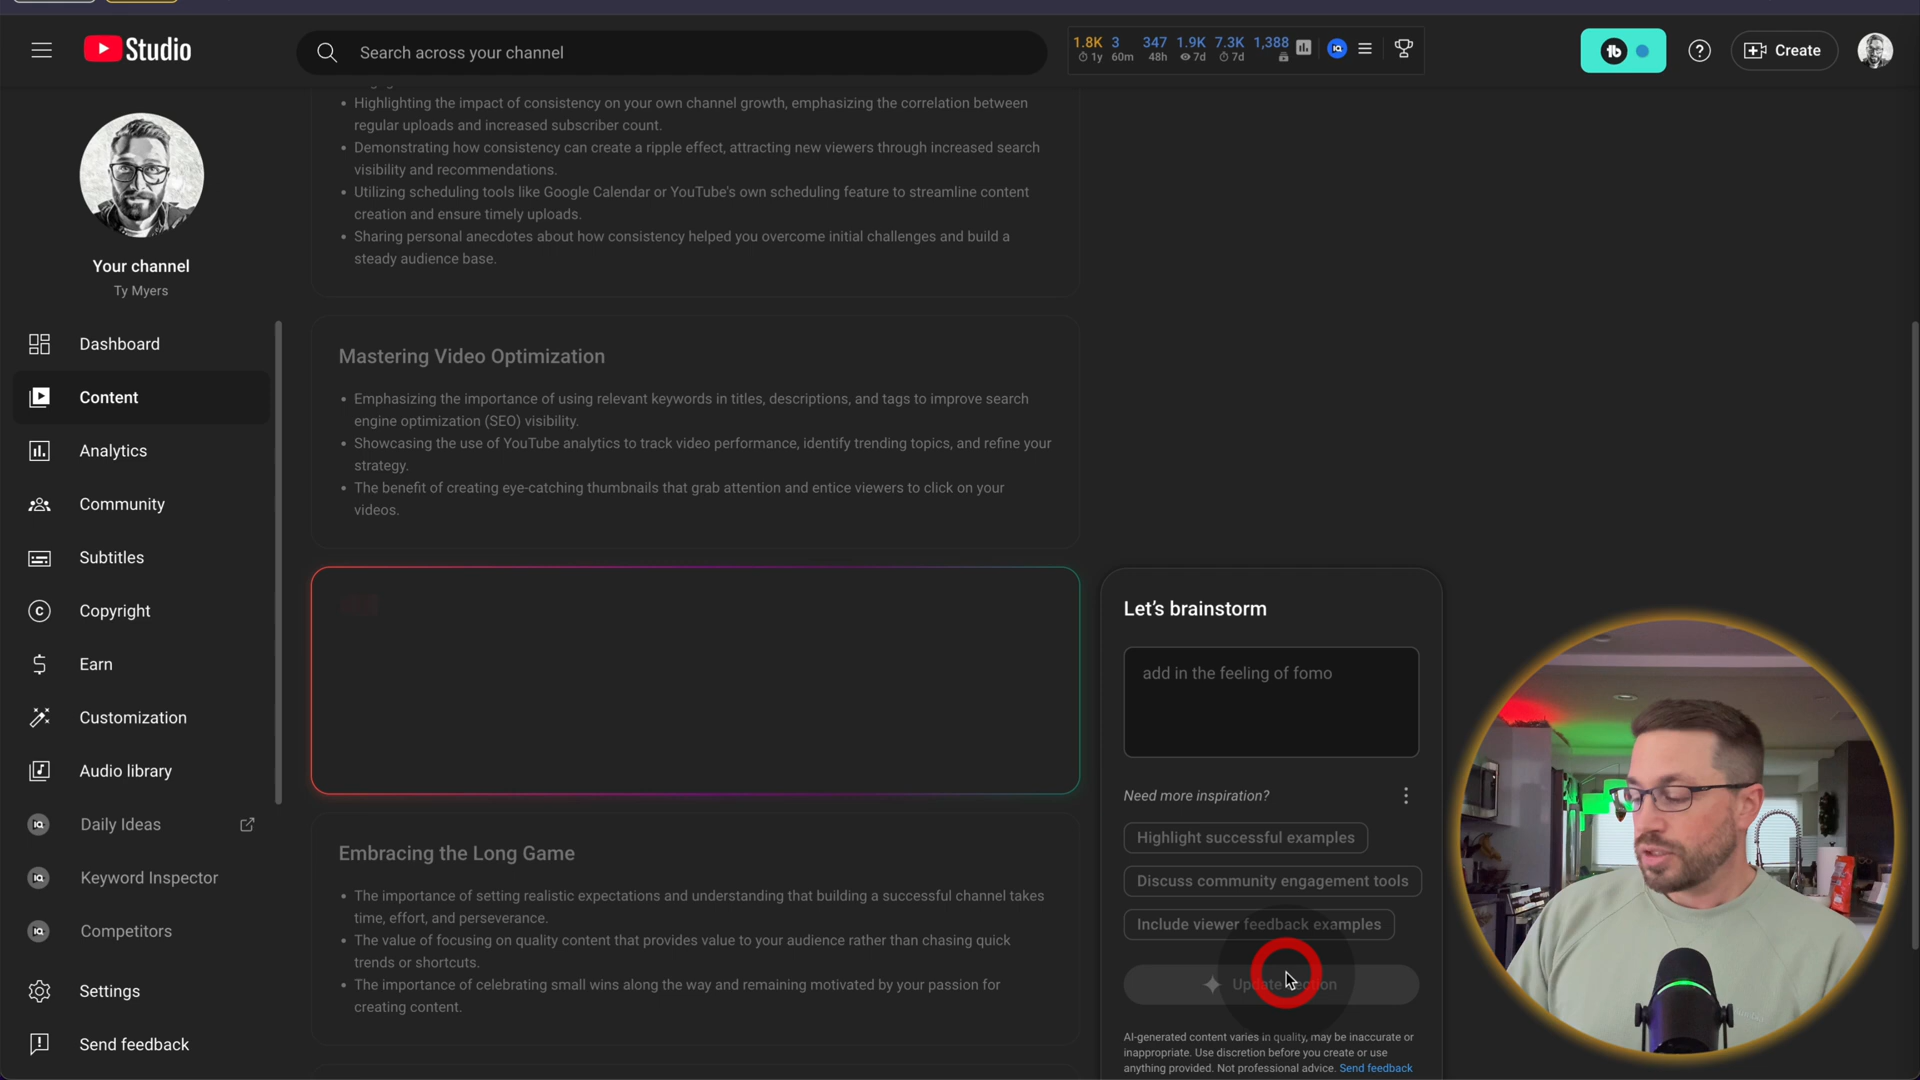 Studio
Search across your channel
1.8K 3 347 1.9K 7.3K 1,388
1y 60m 48h 7d 7d
Create
Your channel
Ty Myers
Dashboard
Content
Analytics
Community
Subtitles
Copyright
Earn
Customization
Audio library
Daily Ideas
Keyword Inspector
Competitors
Settings
Send feedback
• Highlighting the impact of consistency on your own channel growth, emphasizing the correlation between
regular uploads and increased subscriber count.
• Demonstrating how consistency can create a ripple effect, attracting new viewers through increased search
visibility and recommendations.
• Utilizing scheduling tools like Google Calendar or YouTube's own scheduling feature to streamline content
creation and ensure timely uploads.
• Sharing personal anecdotes about how consistency helped you overcome initial challenges and build a
steady audience base.
Mastering Video Optimization
• Emphasizing the importance of using relevant keywords in titles, descriptions, and tags to improve search
engine optimization (SEO) visibility.
• Showcasing the use of YouTube analytics to track video performance, identify trending topics, and refine your
strategy.
• The benefit of creating eye-catching thumbnails that grab attention and entice viewers to click on your
videos.
Embracing the Long Game
• The importance of setting realistic expectations and understanding that building a successful channel takes
time, effort, and perseverance.
• The value of focusing on quality content that provides value to your audience rather than chasing quick
trends or shortcuts.
• The importance of celebrating small wins along the way and remaining motivated by your passion for
creating content.
Let's brainstorm
add in the feeling of fomo
Need more inspiration?
Highlight successful examples
Discuss community engagement tools
Include viewer feedback examples
Update section
AI-generated content varies in quality, may be inaccurate or
inappropriate. Use discretion before you create or use
anything provided. Not professional advice. Send feedback